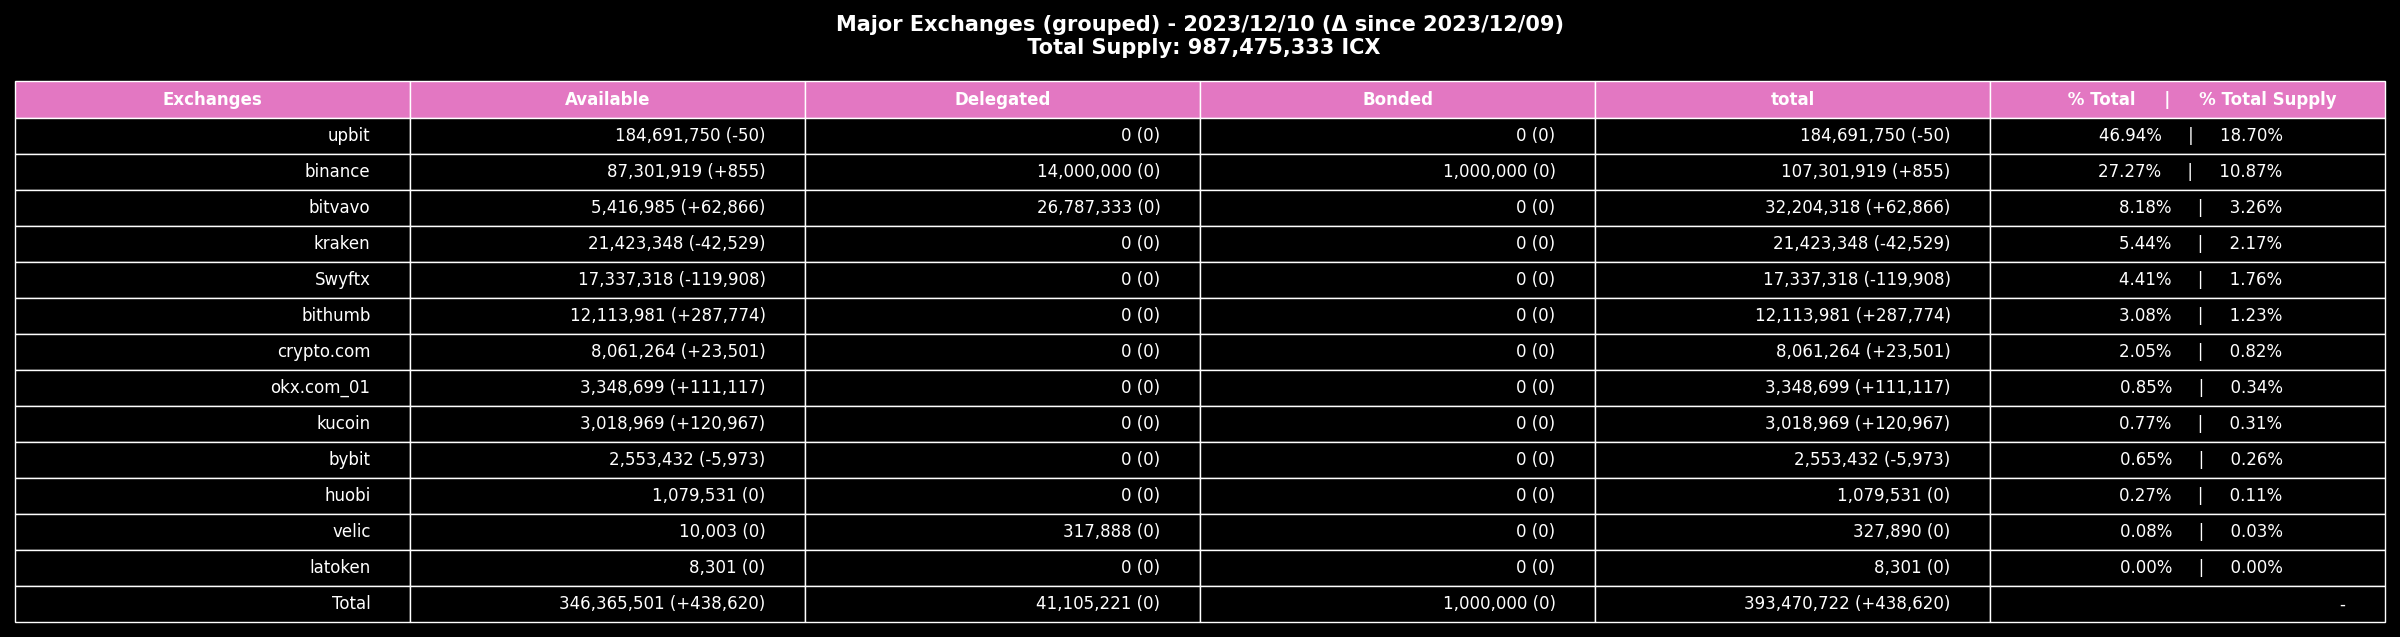 Major Exchanges (grouped) - 2023/12/10 (Δ since 2023/12/09)
Total Supply: 987,475,333 ICX
Exchanges Available Delegated Bonded total % Total | % Total Supply
upbit 184,691,750 (-50) 0 (0) 0 (0) 184,691,750 (-50) 46.94% | 18.70%
binance 87,301,919 (+855) 14,000,000 (0) 1,000,000 (0) 107,301,919 (+855) 27.27% | 10.87%
bitvavo 5,416,985 (+62,866) 26,787,333 (0) 0 (0) 32,204,318 (+62,866) 8.18% | 3.26%
kraken 21,423,348 (-42,529) 0 (0) 0 (0) 21,423,348 (-42,529) 5.44% | 2.17%
Swyftx 17,337,318 (-119,908) 0 (0) 0 (0) 17,337,318 (-119,908) 4.41% | 1.76%
bithumb 12,113,981 (+287,774) 0 (0) 0 (0) 12,113,981 (+287,774) 3.08% | 1.23%
crypto.com 8,061,264 (+23,501) 0 (0) 0 (0) 8,061,264 (+23,501) 2.05% | 0.82%
okx.com_01 3,348,699 (+111,117) 0 (0) 0 (0) 3,348,699 (+111,117) 0.85% | 0.34%
kucoin 3,018,969 (+120,967) 0 (0) 0 (0) 3,018,969 (+120,967) 0.77% | 0.31%
bybit 2,553,432 (-5,973) 0 (0) 0 (0) 2,553,432 (-5,973) 0.65% | 0.26%
huobi 1,079,531 (0) 0 (0) 0 (0) 1,079,531 (0) 0.27% | 0.11%
velic 10,003 (0) 317,888 (0) 0 (0) 327,890 (0) 0.08% | 0.03%
latoken 8,301 (0) 0 (0) 0 (0) 8,301 (0) 0.00% | 0.00%
Total 346,365,501 (+438,620) 41,105,221 (0) 1,000,000 (0) 393,470,722 (+438,620) -